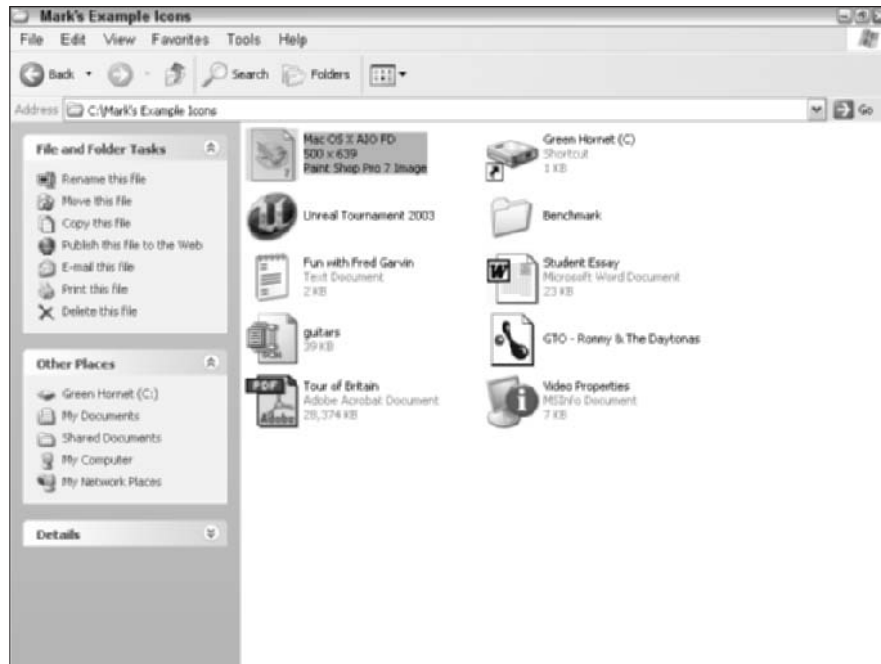 Mark's Example Icons
File Edit View Favorites Tools Help
Back Search Folders
Address C:\Mark's Example Icons Go
File and Folder Tasks
Rename this file
Move this file
Copy this file
Publish this file to the Web
E-mail this file
Print this file
Delete this file
Other Places
Green Hornet (C:)
My Documents
Shared Documents
My Computer
My Network Places
Details
Mac OS X AIO FD
500 x 639
Paint Shop Pro 7 Image
Green Hornet (C)
Shortcut
1 KB
Unreal Tournament 2003
Benchmark
Fun with Fred Garvin
Text Document
2 KB
W
Student Essay
Microsoft Word Document
23 KB
guitars
39 KB
GTO - Ronny & The Daytonas
PDF
Adobe
Tour of Britain
Adobe Acrobat Document
28,374 KB
Video Properties
MSInfo Document
7 KB